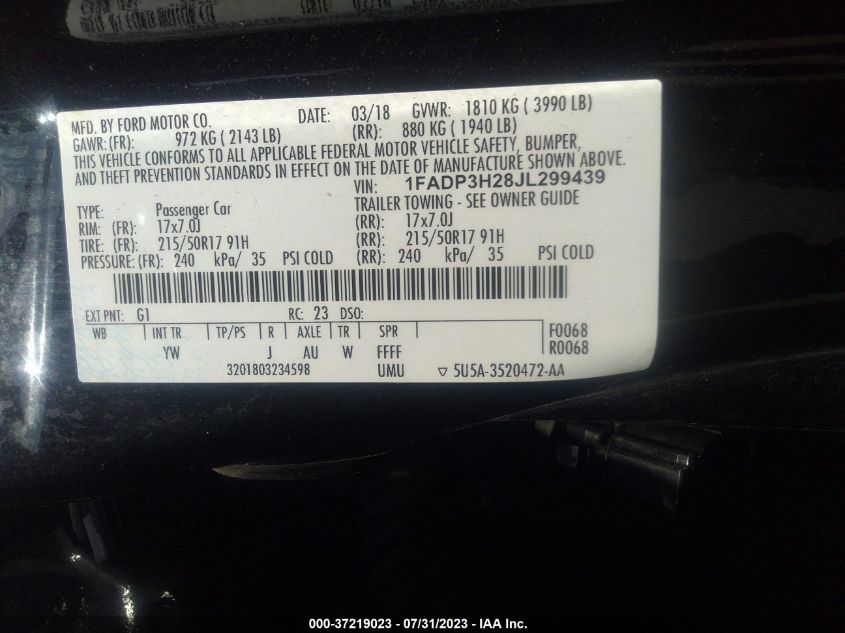 MFD. BY FORD MOTOR CO. DATE: 03/18 GVWR: 1810 KG ( 3990 LB)
GAWR: (FR): 972 KG ( 2143 LB) (RR): 880 KG ( 1940 LB)
THIS VEHICLE CONFORMS TO ALL APPLICABLE FEDERAL MOTOR VEHICLE SAFETY, BUMPER,
AND THEFT PREVENTION STANDARDS IN EFFECT ON THE DATE OF MANUFACTURE SHOWN ABOVE.
VIN: 1FADP3H28JL299439
TYPE: Passenger Car TRAILER TOWING - SEE OWNER GUIDE
RIM: (FR): 17x7.0J (RR): 17x7.0J
TIRE: (FR): 215/50R17 91H (RR): 215/50R17 91H
PRESSURE: (FR): 240 kPa/ 35 PSI COLD (RR): 240 kPa/ 35 PSI COLD
EXT PNT: G1 RC: 23 DSO:
WB INT TR TP/PS R AXLE TR SPR F0068
YW J AU W FFFF R0068
3201803234598 UMU ▽ 5U5A-3520472-AA
000-37219023 - 07/31/2023 - IAA Inc.